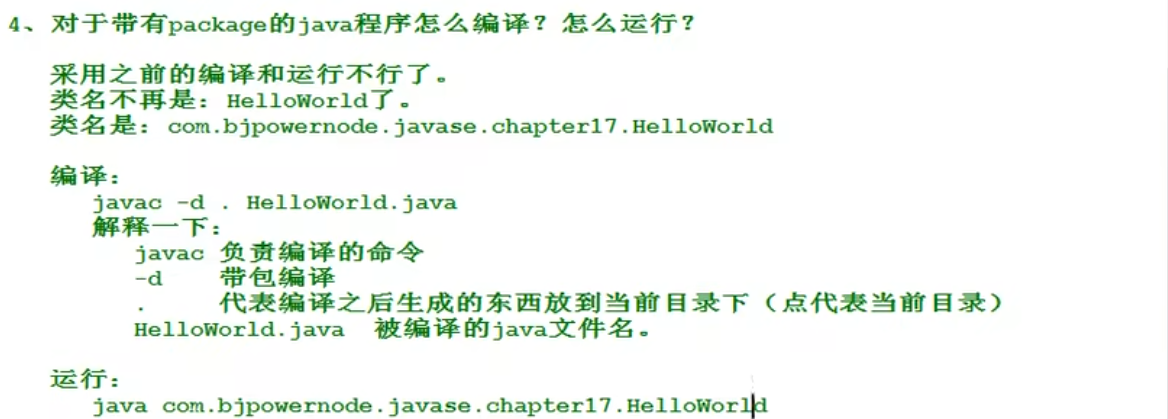 4、对于带有package的java程序怎么编译？怎么运行？
采用之前的编译和运行不行了。
类名不再是：HelloWorld了。
类名是：com.bjpowernode.javase.chapter17.HelloWorld
编译：
javac -d . HelloWorld.java
解释一下：
javac 负责编译的命令
-d 带包编译
. 代表编译之后生成的东西放到当前目录下（点代表当前目录）
HelloWorld.java 被编译的java文件名。
运行：
java com.bjpowernode.javase.chapter17.HelloWorld